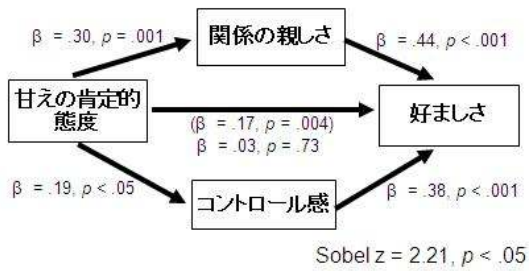 β = .30, p = .001
関係の親しさ
β = .44, p < .001
甘えの肯定的
態度
(β = .17, p = .004)
β = .03, p = .73
好ましさ
β = .19, p < .05
コントロール感
β = .38, p < .001
Sobel z = 2.21, p < .05